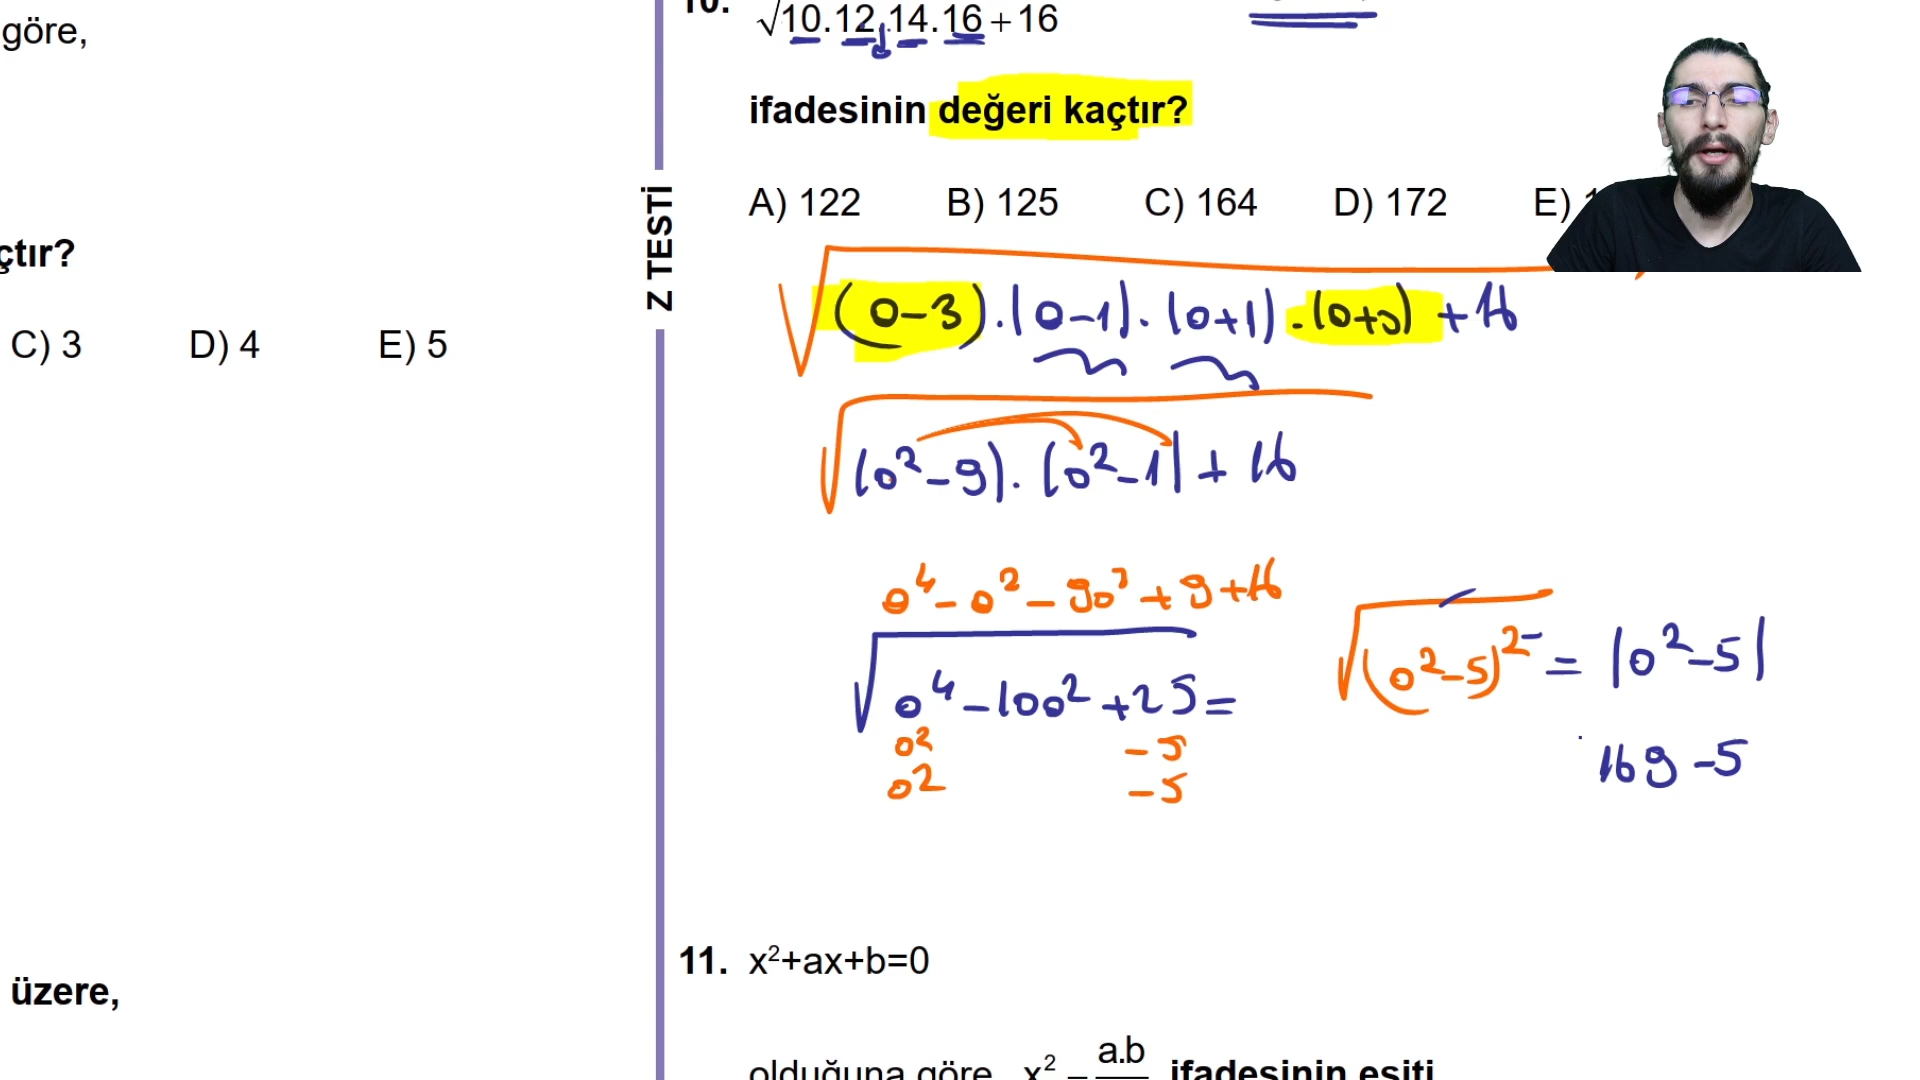 göre,
çtır?
C) 3 D) 4 E) 5
üzere,
Z TESTİ
10. √10.12.14.16+16
ifadesinin değeri kaçtır?
A) 122 B) 125 C) 164 D) 172 E)
√(a-3).(a-1).(a+1).(a+3)+16
√(a²-9).(a²-1)+16
a⁴-a²-9a²+9+16
√a⁴-10a²+25=
a² -5
a² -5
√(a²-5)² = |a²-5|
169-5
11. x²+ax+b=0
olduğuna göre, x² - a.b ifadesinin eşiti